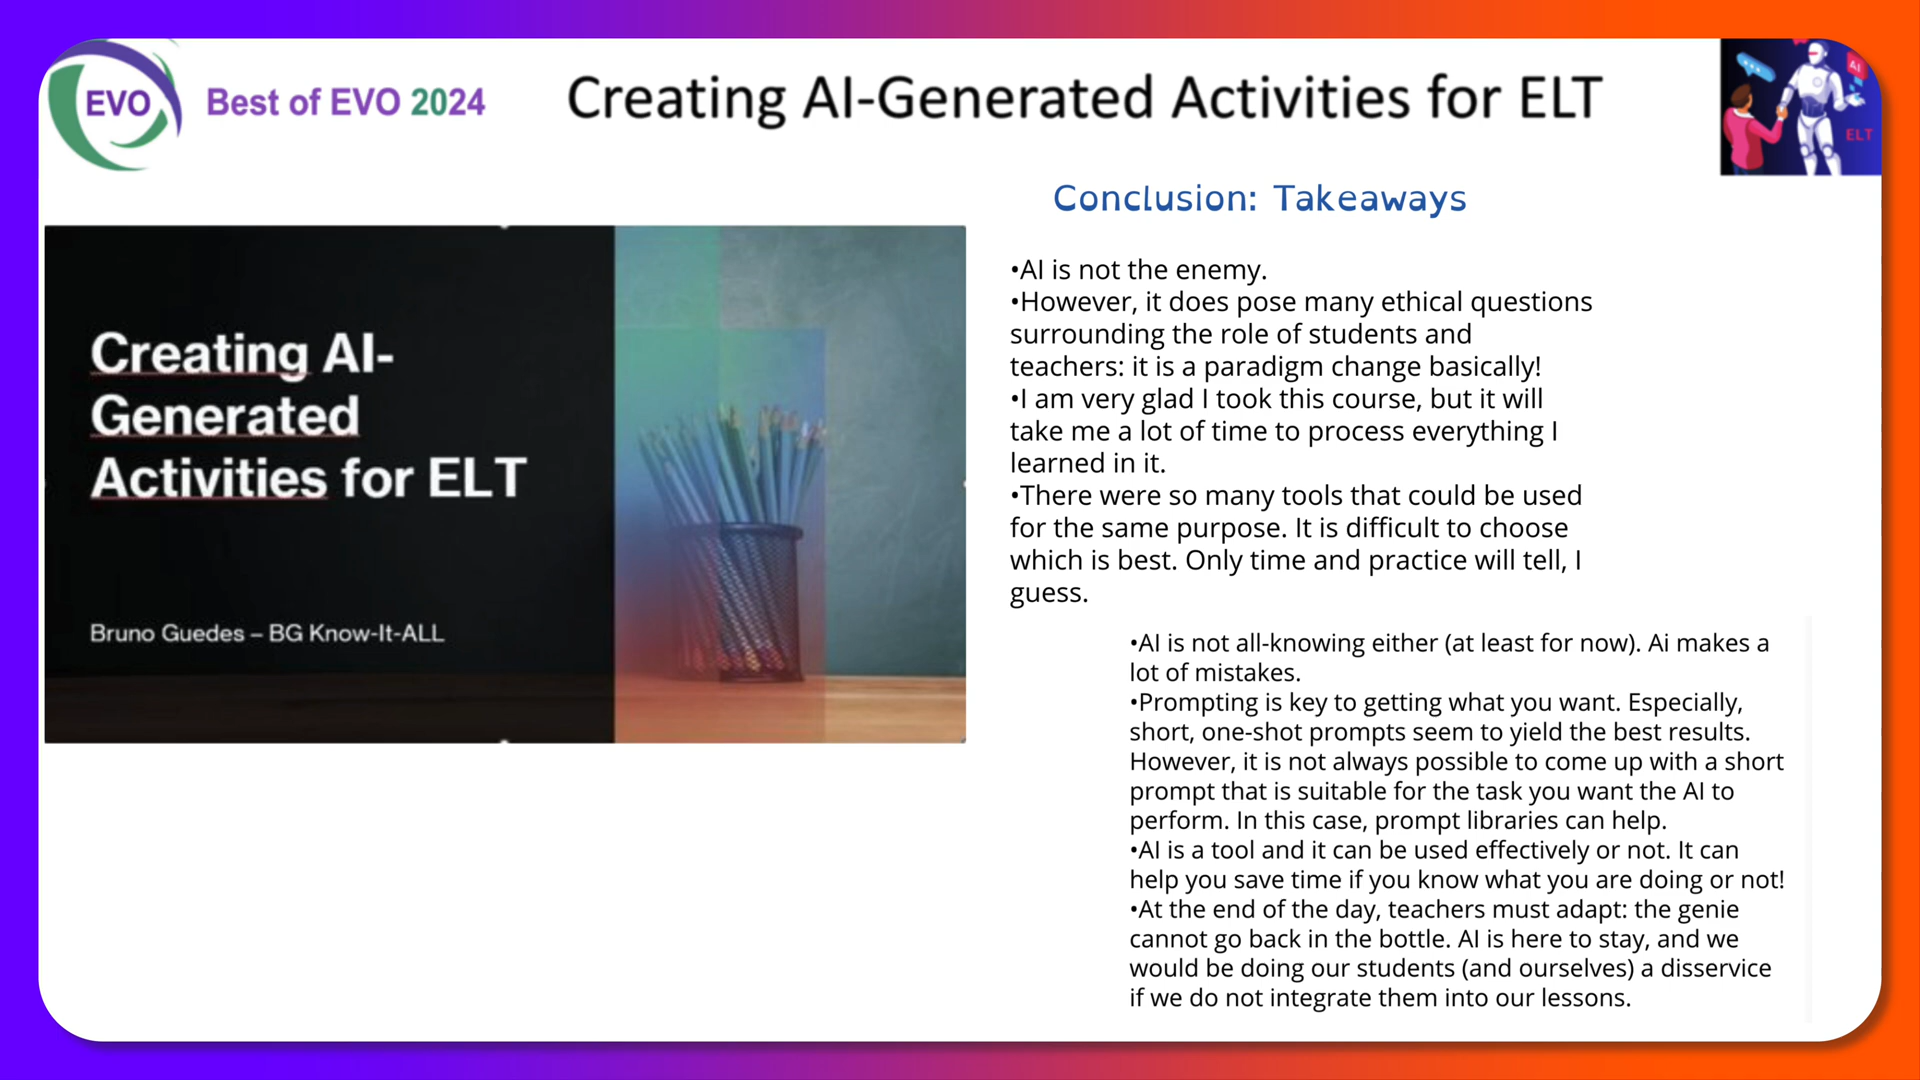 EVO
Best of EVO 2024
Creating AI-Generated Activities for ELT
AI
ELT
Conclusion: Takeaways
Creating AI-
Generated
Activities for ELT
Bruno Guedes – BG Know-It-ALL
•AI is not the enemy.
•However, it does pose many ethical questions
surrounding the role of students and
teachers: it is a paradigm change basically!
•I am very glad I took this course, but it will
take me a lot of time to process everything I
learned in it.
•There were so many tools that could be used
for the same purpose. It is difficult to choose
which is best. Only time and practice will tell, I
guess.
•AI is not all-knowing either (at least for now). Ai makes a
lot of mistakes.
•Prompting is key to getting what you want. Especially,
short, one-shot prompts seem to yield the best results.
However, it is not always possible to come up with a short
prompt that is suitable for the task you want the AI to
perform. In this case, prompt libraries can help.
•AI is a tool and it can be used effectively or not. It can
help you save time if you know what you are doing or not!
•At the end of the day, teachers must adapt: the genie
cannot go back in the bottle. AI is here to stay, and we
would be doing our students (and ourselves) a disservice
if we do not integrate them into our lessons.